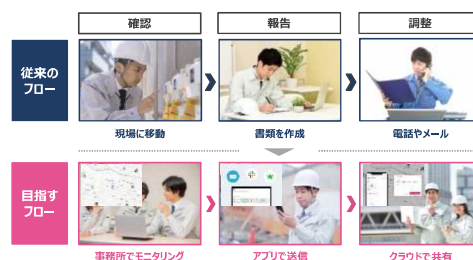 確認
報告
調整
従来の
フロー
現場に移動
書類を作成
電話やメール
目指す
フロー
事務所でモニタリング
アプリで送信
クラウドで共有